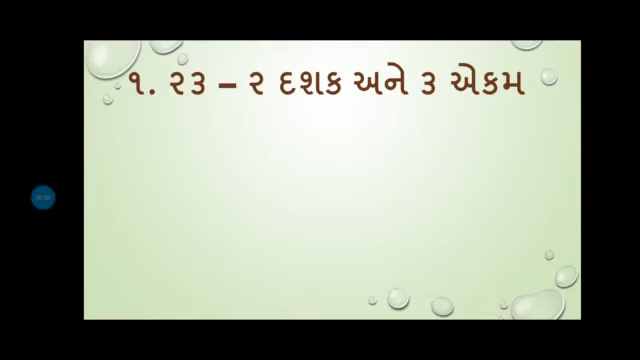 ૧. ૨૩ – ૨ દશક અને ૩ એકમ